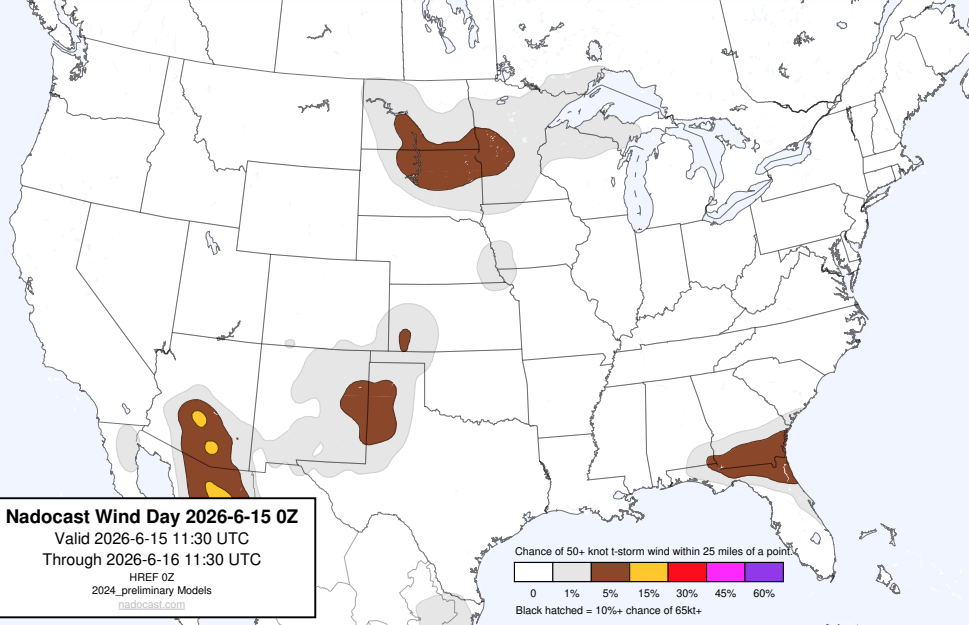 Nadocast Wind Day 2026-6-15 0Z
Valid 2026-6-15 11:30 UTC
Through 2026-6-16 11:30 UTC
HREF 0Z
2024_preliminary Models
nadocast.com
Chance of 50+ knot t-storm wind within 25 miles of a point.
0 1% 5% 15% 30% 45% 60%
Black hatched = 10%+ chance of 65kt+